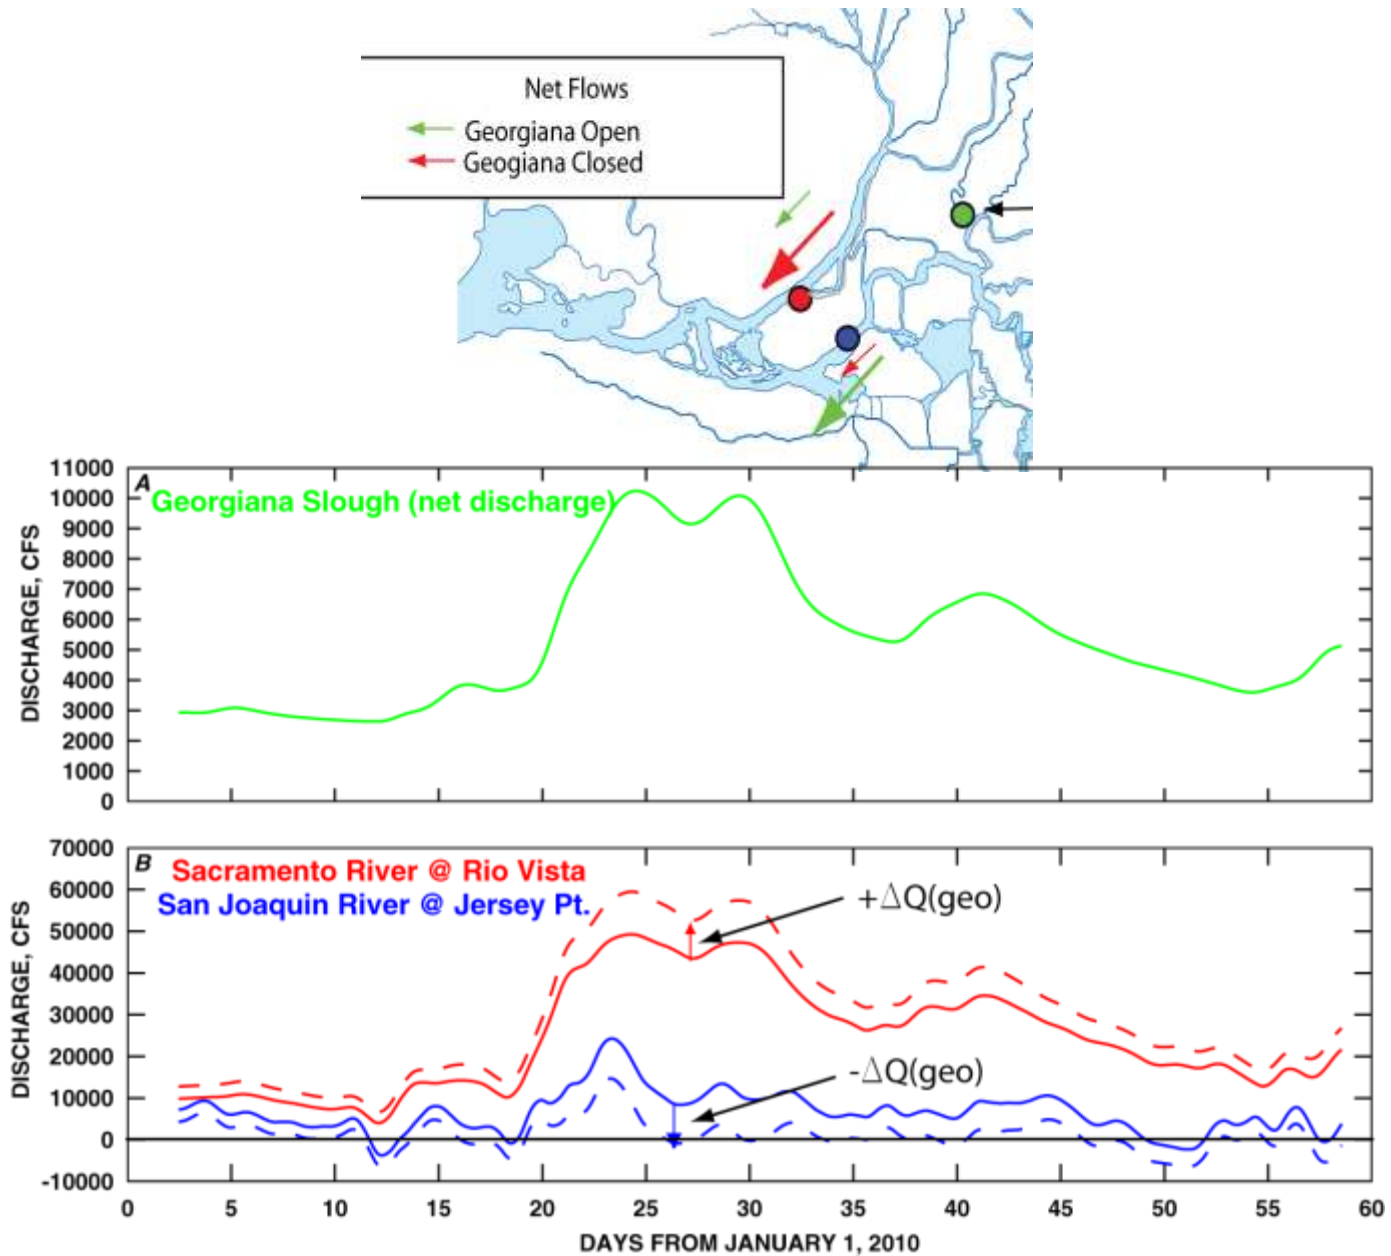 Net Flows
Georgiana Open
Geogiana Closed
A
Georgiana Slough (net discharge)
DISCHARGE, CFS
11000
10000
9000
8000
7000
6000
5000
4000
3000
2000
1000
0
B
Sacramento River @ Rio Vista
San Joaquin River @ Jersey Pt.
+ΔQ(geo)
-ΔQ(geo)
DISCHARGE, CFS
70000
60000
50000
40000
30000
20000
10000
0
-10000
0 5 10 15 20 25 30 35 40 45 50 55 60
DAYS FROM JANUARY 1, 2010